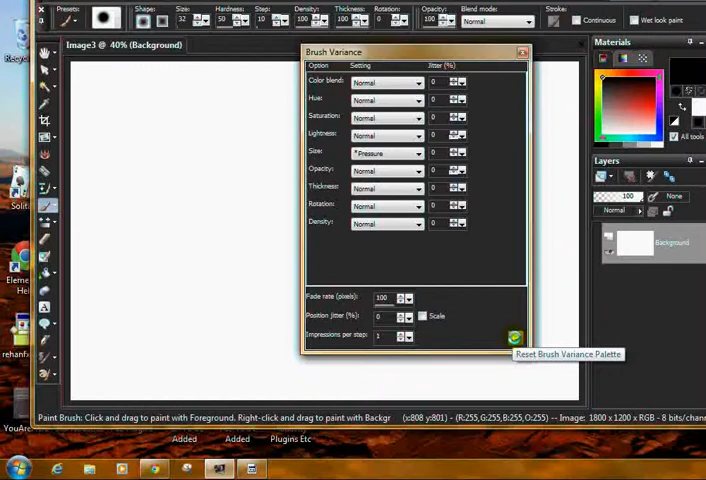 Presets:
Shape:
Size:
Hardness:
Step:
Density:
Thickness:
Rotation:
Opacity:
Blend mode:
Stroke:
32
50
10
100
100
0
100
Normal
Continuous
Wet look paint
Image3 @ 40% (Background)
Brush Variance
Option
Setting
Jitter (%)
Color blend:
Normal
0
Hue:
Normal
0
Saturation:
Normal
0
Lightness:
Normal
0
Size:
*Pressure
0
Opacity:
Normal
0
Thickness:
Normal
0
Rotation:
Normal
0
Density:
Normal
0
Fade rate (pixels):
100
Position jitter (%):
0
Scale
Impressions per step:
1
Reset Brush Variance Palette
Materials
All tools
Layers
100
None
Normal
Background
Recyc
Solit
Eleme
Hel
rehanfx
YouAre
Paint Brush: Click and drag to paint with Foreground. Right-click and drag to paint with Backgr
(x:808 y:801) - (R:255,G:255,B:255,O:255) -- Image: 1800 x 1200 x RGB - 8 bits/chann
Added
Added
Plugins Etc